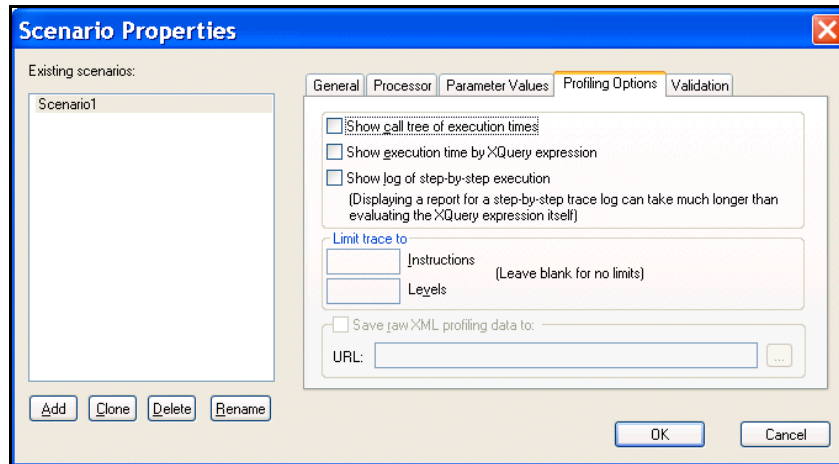 Scenario Properties
Existing scenarios:
Scenario1
Add Clone Delete Rename
General Processor Parameter Values Profiling Options Validation
Show call tree of execution times
Show execution time by XQuery expression
Show log of step-by-step execution
(Displaying a report for a step-by-step trace log can take much longer than
evaluating the XQuery expression itself)
Limit trace to
Instructions
(Leave blank for no limits)
Levels
Save raw XML profiling data to:
URL:
...
OK Cancel